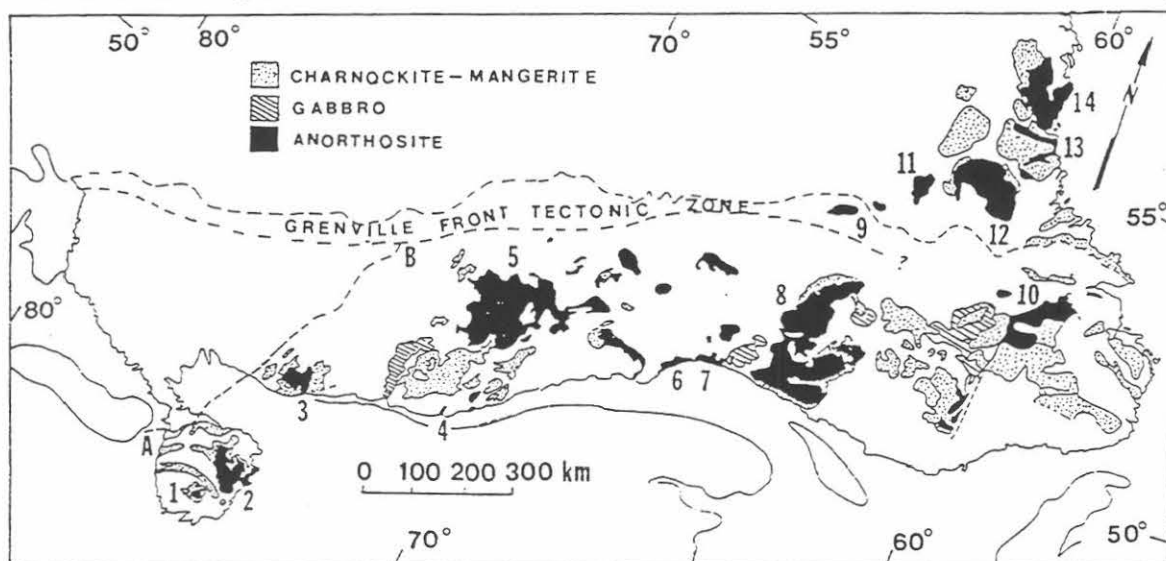 50° 80° 70° 55° 60°
CHARNOCKITE – MANGERITE
GABBRO
ANORTHOSITE
N
14
13
11
12
GRENVILLE FRONT TECTONIC ZONE
9
?
55°
B
5
8
10
80°
3
6 7
4
A
0 100 200 300 km
1
2
70°
60°
50°